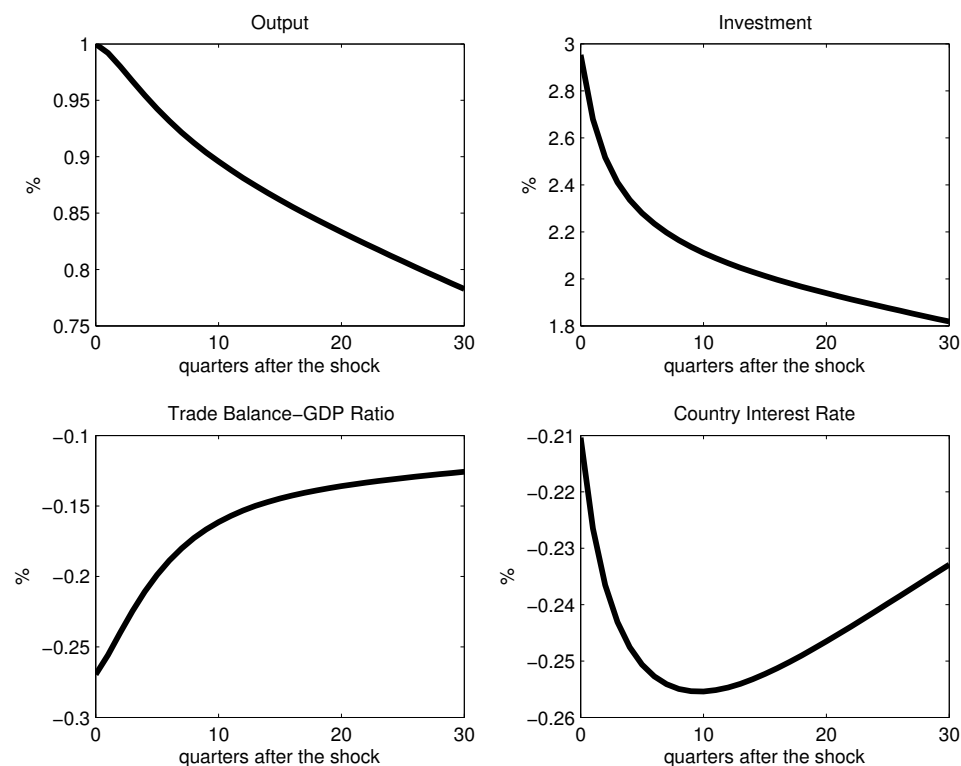 Output
1
0.95
0.9
0.85
0.8
0.75
%
0 10 20 30
quarters after the shock
Investment
3
2.8
2.6
2.4
2.2
2
1.8
%
0 10 20 30
quarters after the shock
Trade Balance−GDP Ratio
−0.1
−0.15
−0.2
−0.25
−0.3
%
0 10 20 30
quarters after the shock
Country Interest Rate
−0.21
−0.22
−0.23
−0.24
−0.25
−0.26
%
0 10 20 30
quarters after the shock